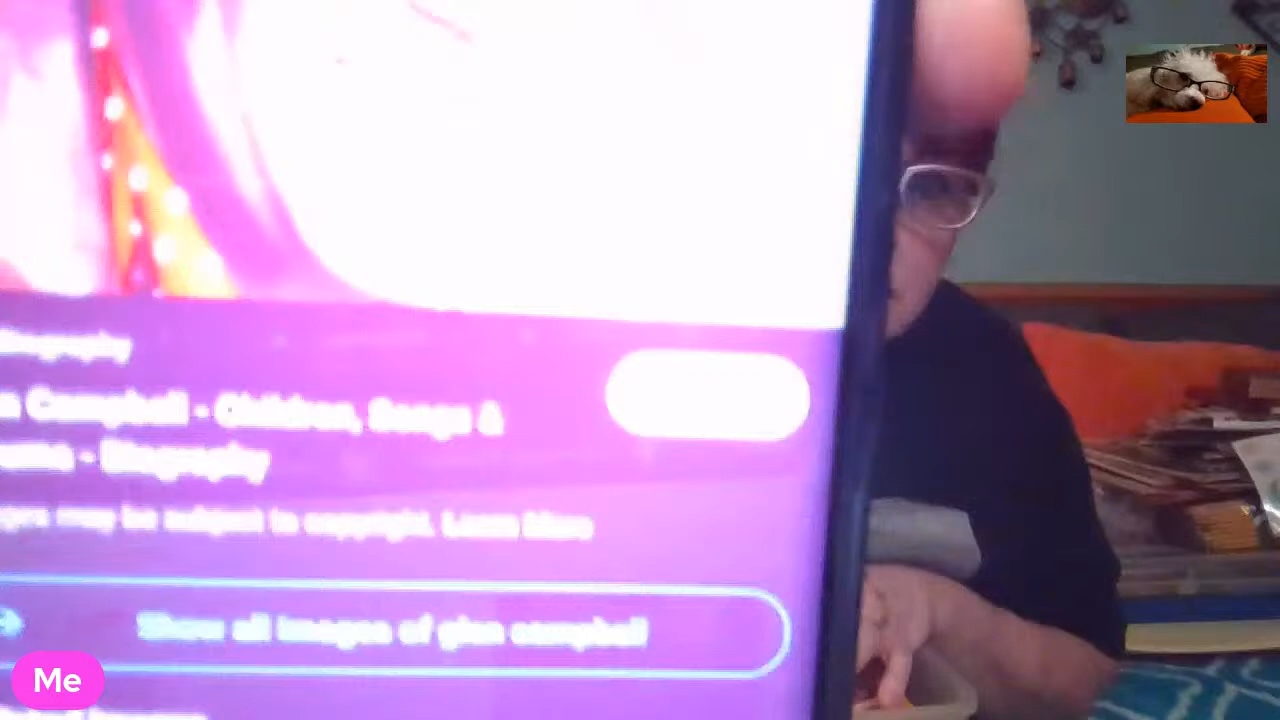 Biography
Campbell - Children, Songs &
- Biography
may be subject to copyright. Learn More
Show all images of glen campbell
Me